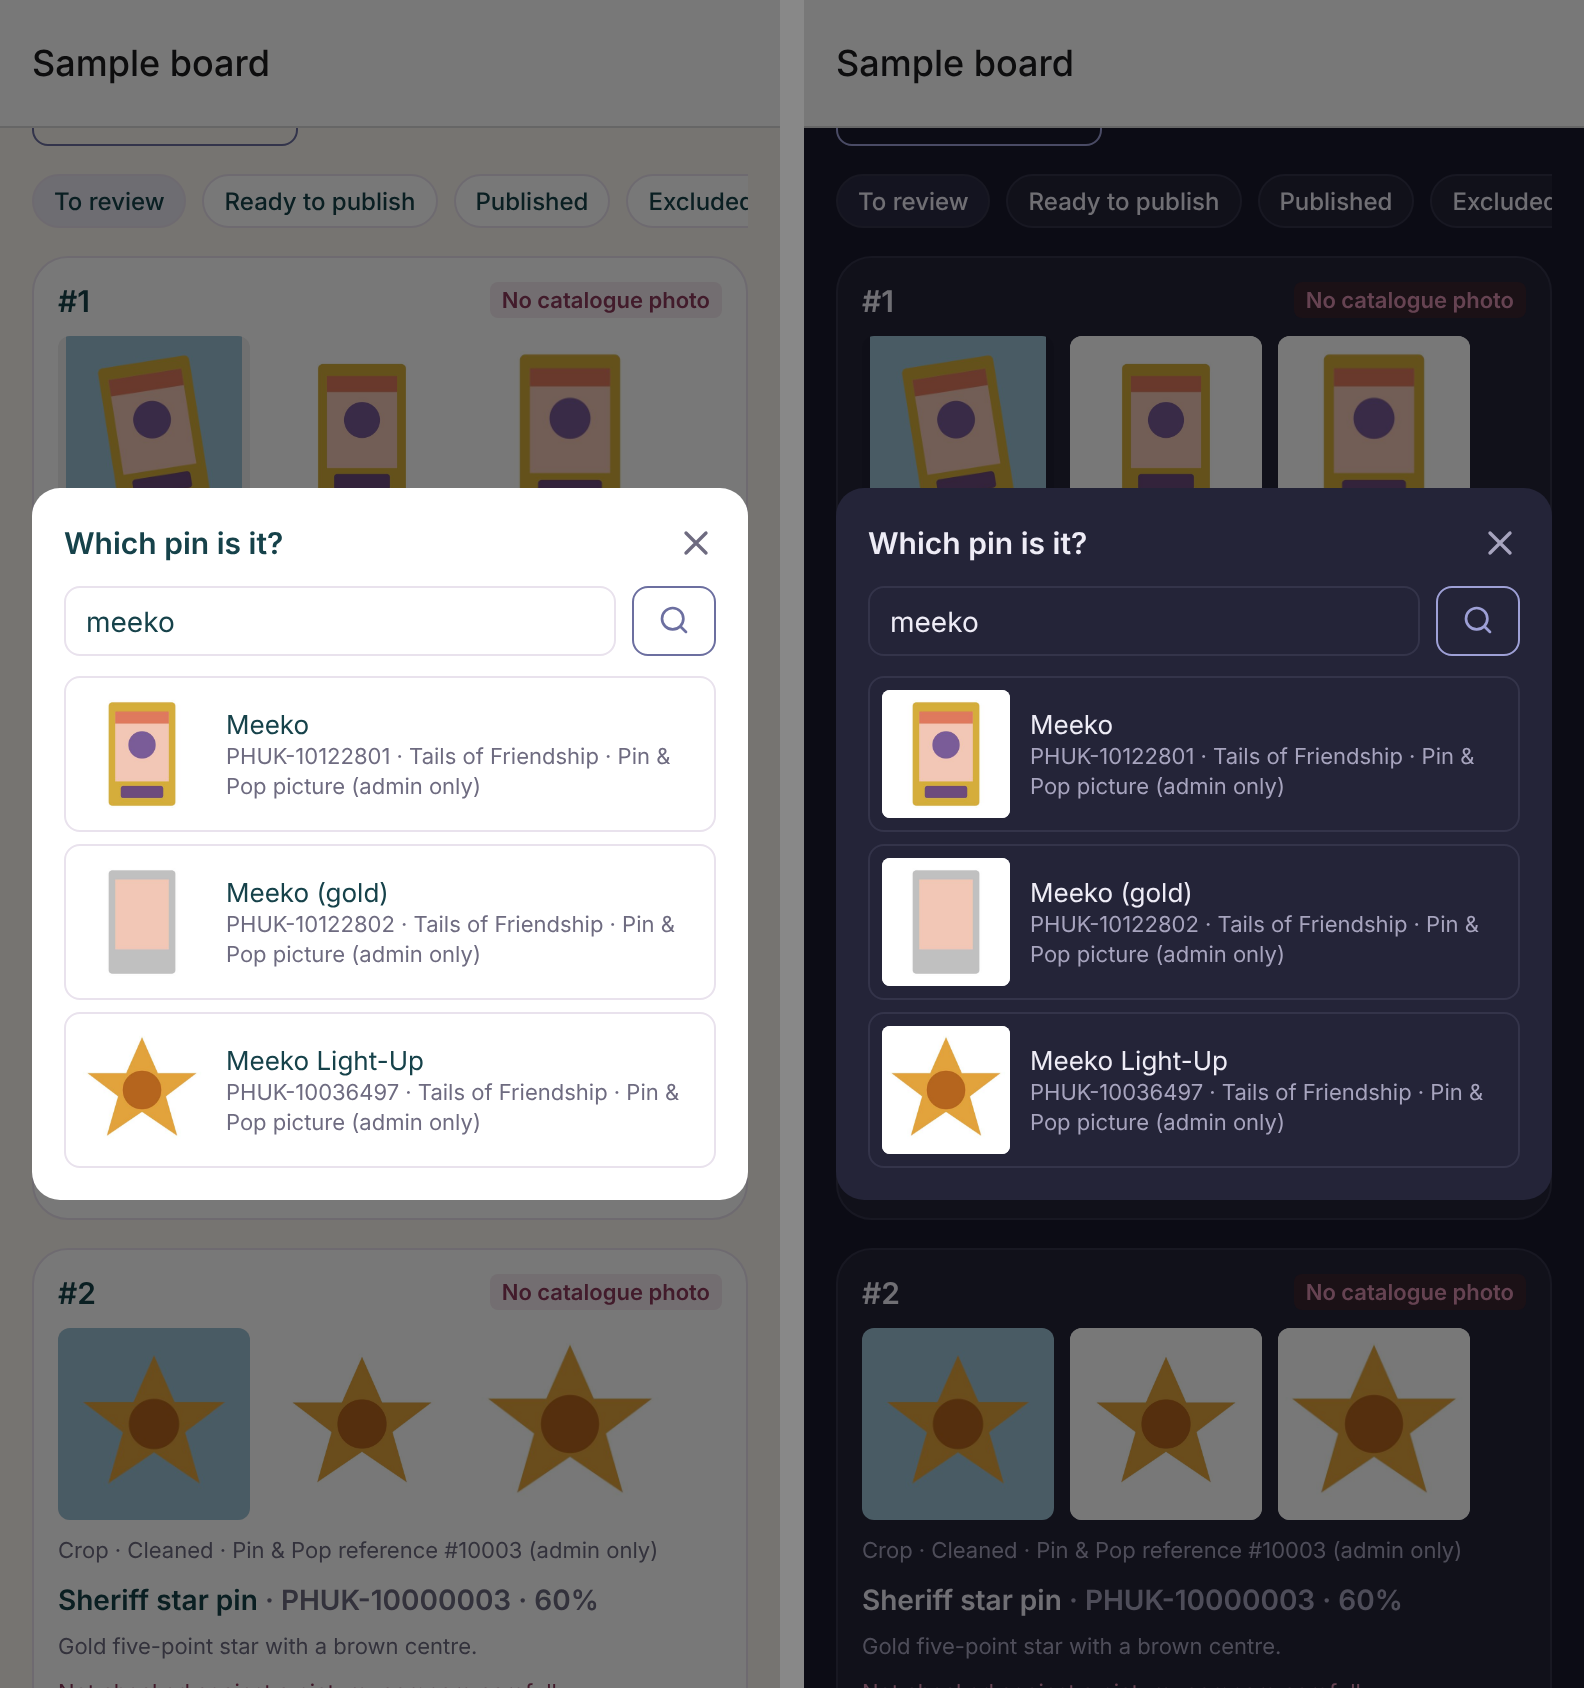 Sample board
To review
Ready to publish
Published
Excluded
#1
No catalogue photo
Which pin is it?
meeko
Meeko
PHUK-10122801 · Tails of Friendship · Pin &
Pop picture (admin only)
Meeko (gold)
PHUK-10122802 · Tails of Friendship · Pin &
Pop picture (admin only)
Meeko Light-Up
PHUK-10036497 · Tails of Friendship · Pin &
Pop picture (admin only)
#2
No catalogue photo
Crop · Cleaned · Pin & Pop reference #10003 (admin only)
Sheriff star pin · PHUK-10000003 · 60%
Gold five-point star with a brown centre.
Sample board
To review
Ready to publish
Published
Excluded
#1
No catalogue photo
Which pin is it?
meeko
Meeko
PHUK-10122801 · Tails of Friendship · Pin &
Pop picture (admin only)
Meeko (gold)
PHUK-10122802 · Tails of Friendship · Pin &
Pop picture (admin only)
Meeko Light-Up
PHUK-10036497 · Tails of Friendship · Pin &
Pop picture (admin only)
#2
No catalogue photo
Crop · Cleaned · Pin & Pop reference #10003 (admin only)
Sheriff star pin · PHUK-10000003 · 60%
Gold five-point star with a brown centre.